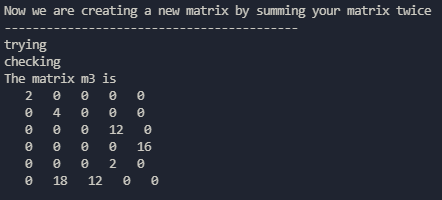 Now we are creating a new matrix by summing your matrix twice
------------------------------------------
trying
checking
The matrix m3 is
   2   0   0   0   0
   0   4   0   0   0
   0   0   0   12   0
   0   0   0   0   16
   0   0   0   2   0
   0   18   12   0   0